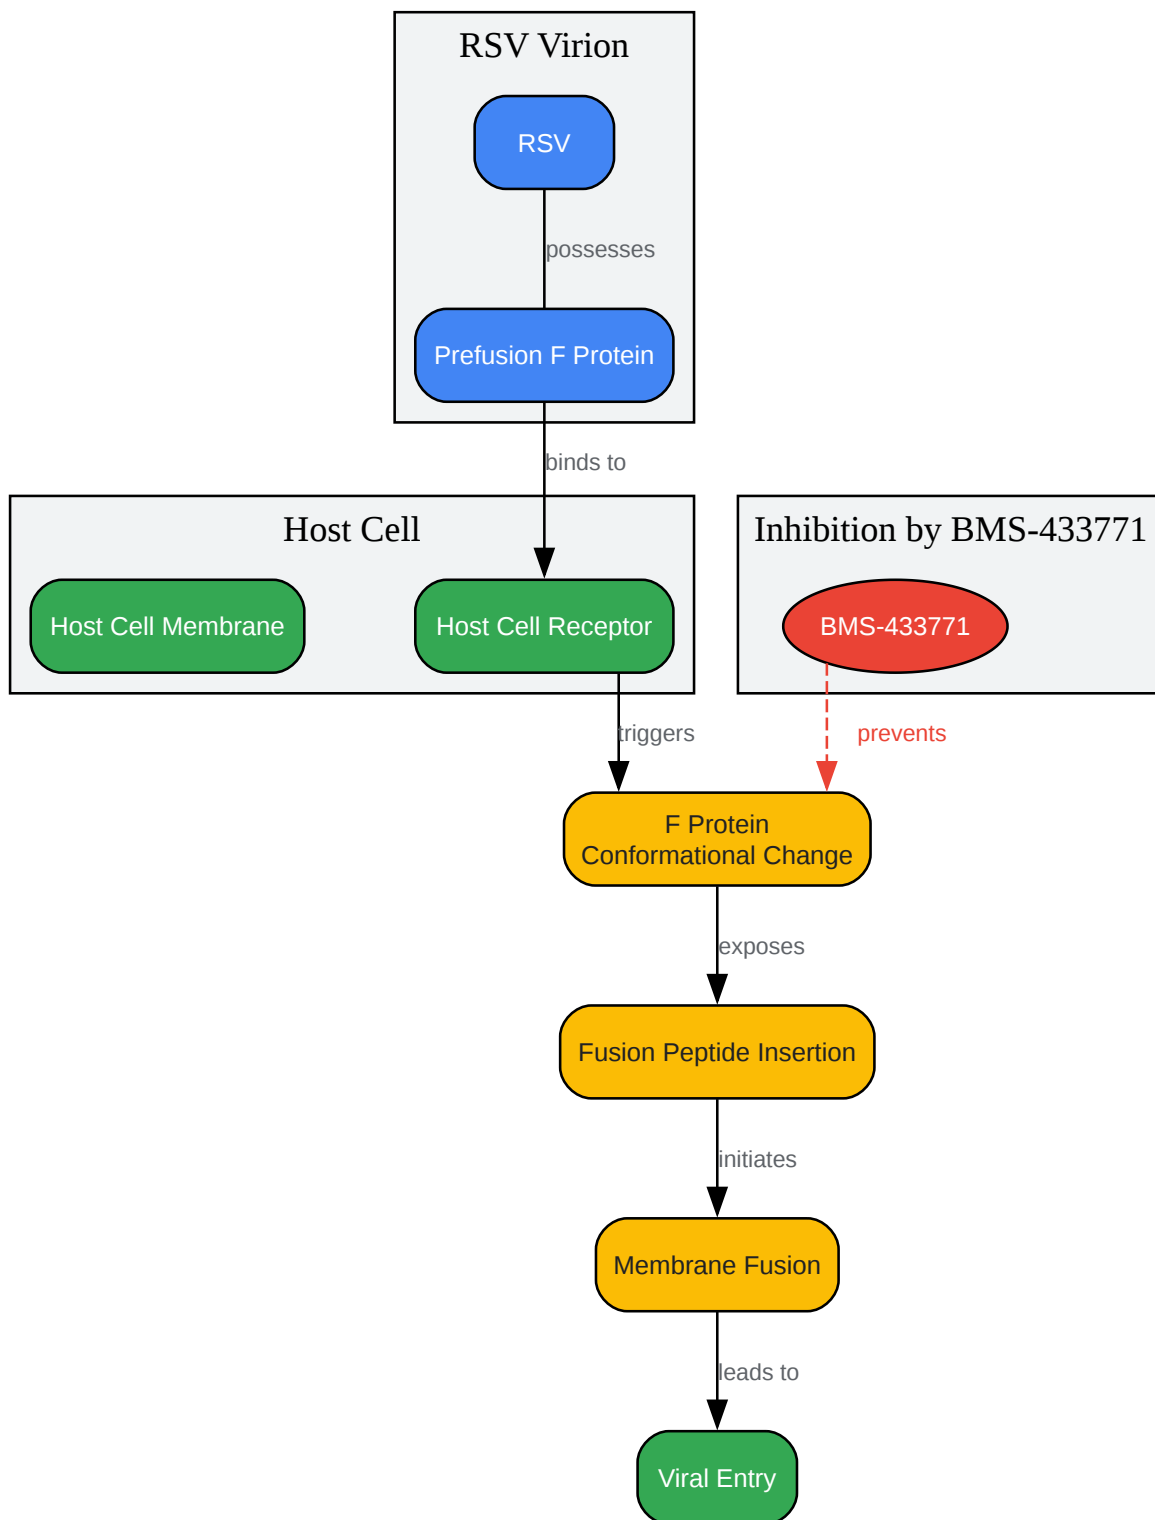 RSV Virion
RSV
possesses
Prefusion F Protein
binds to
Host Cell
Inhibition by BMS-433771
Host Cell Membrane
Host Cell Receptor
BMS-433771
triggers
prevents
F Protein
Conformational Change
exposes
Fusion Peptide Insertion
initiates
Membrane Fusion
leads to
Viral Entry